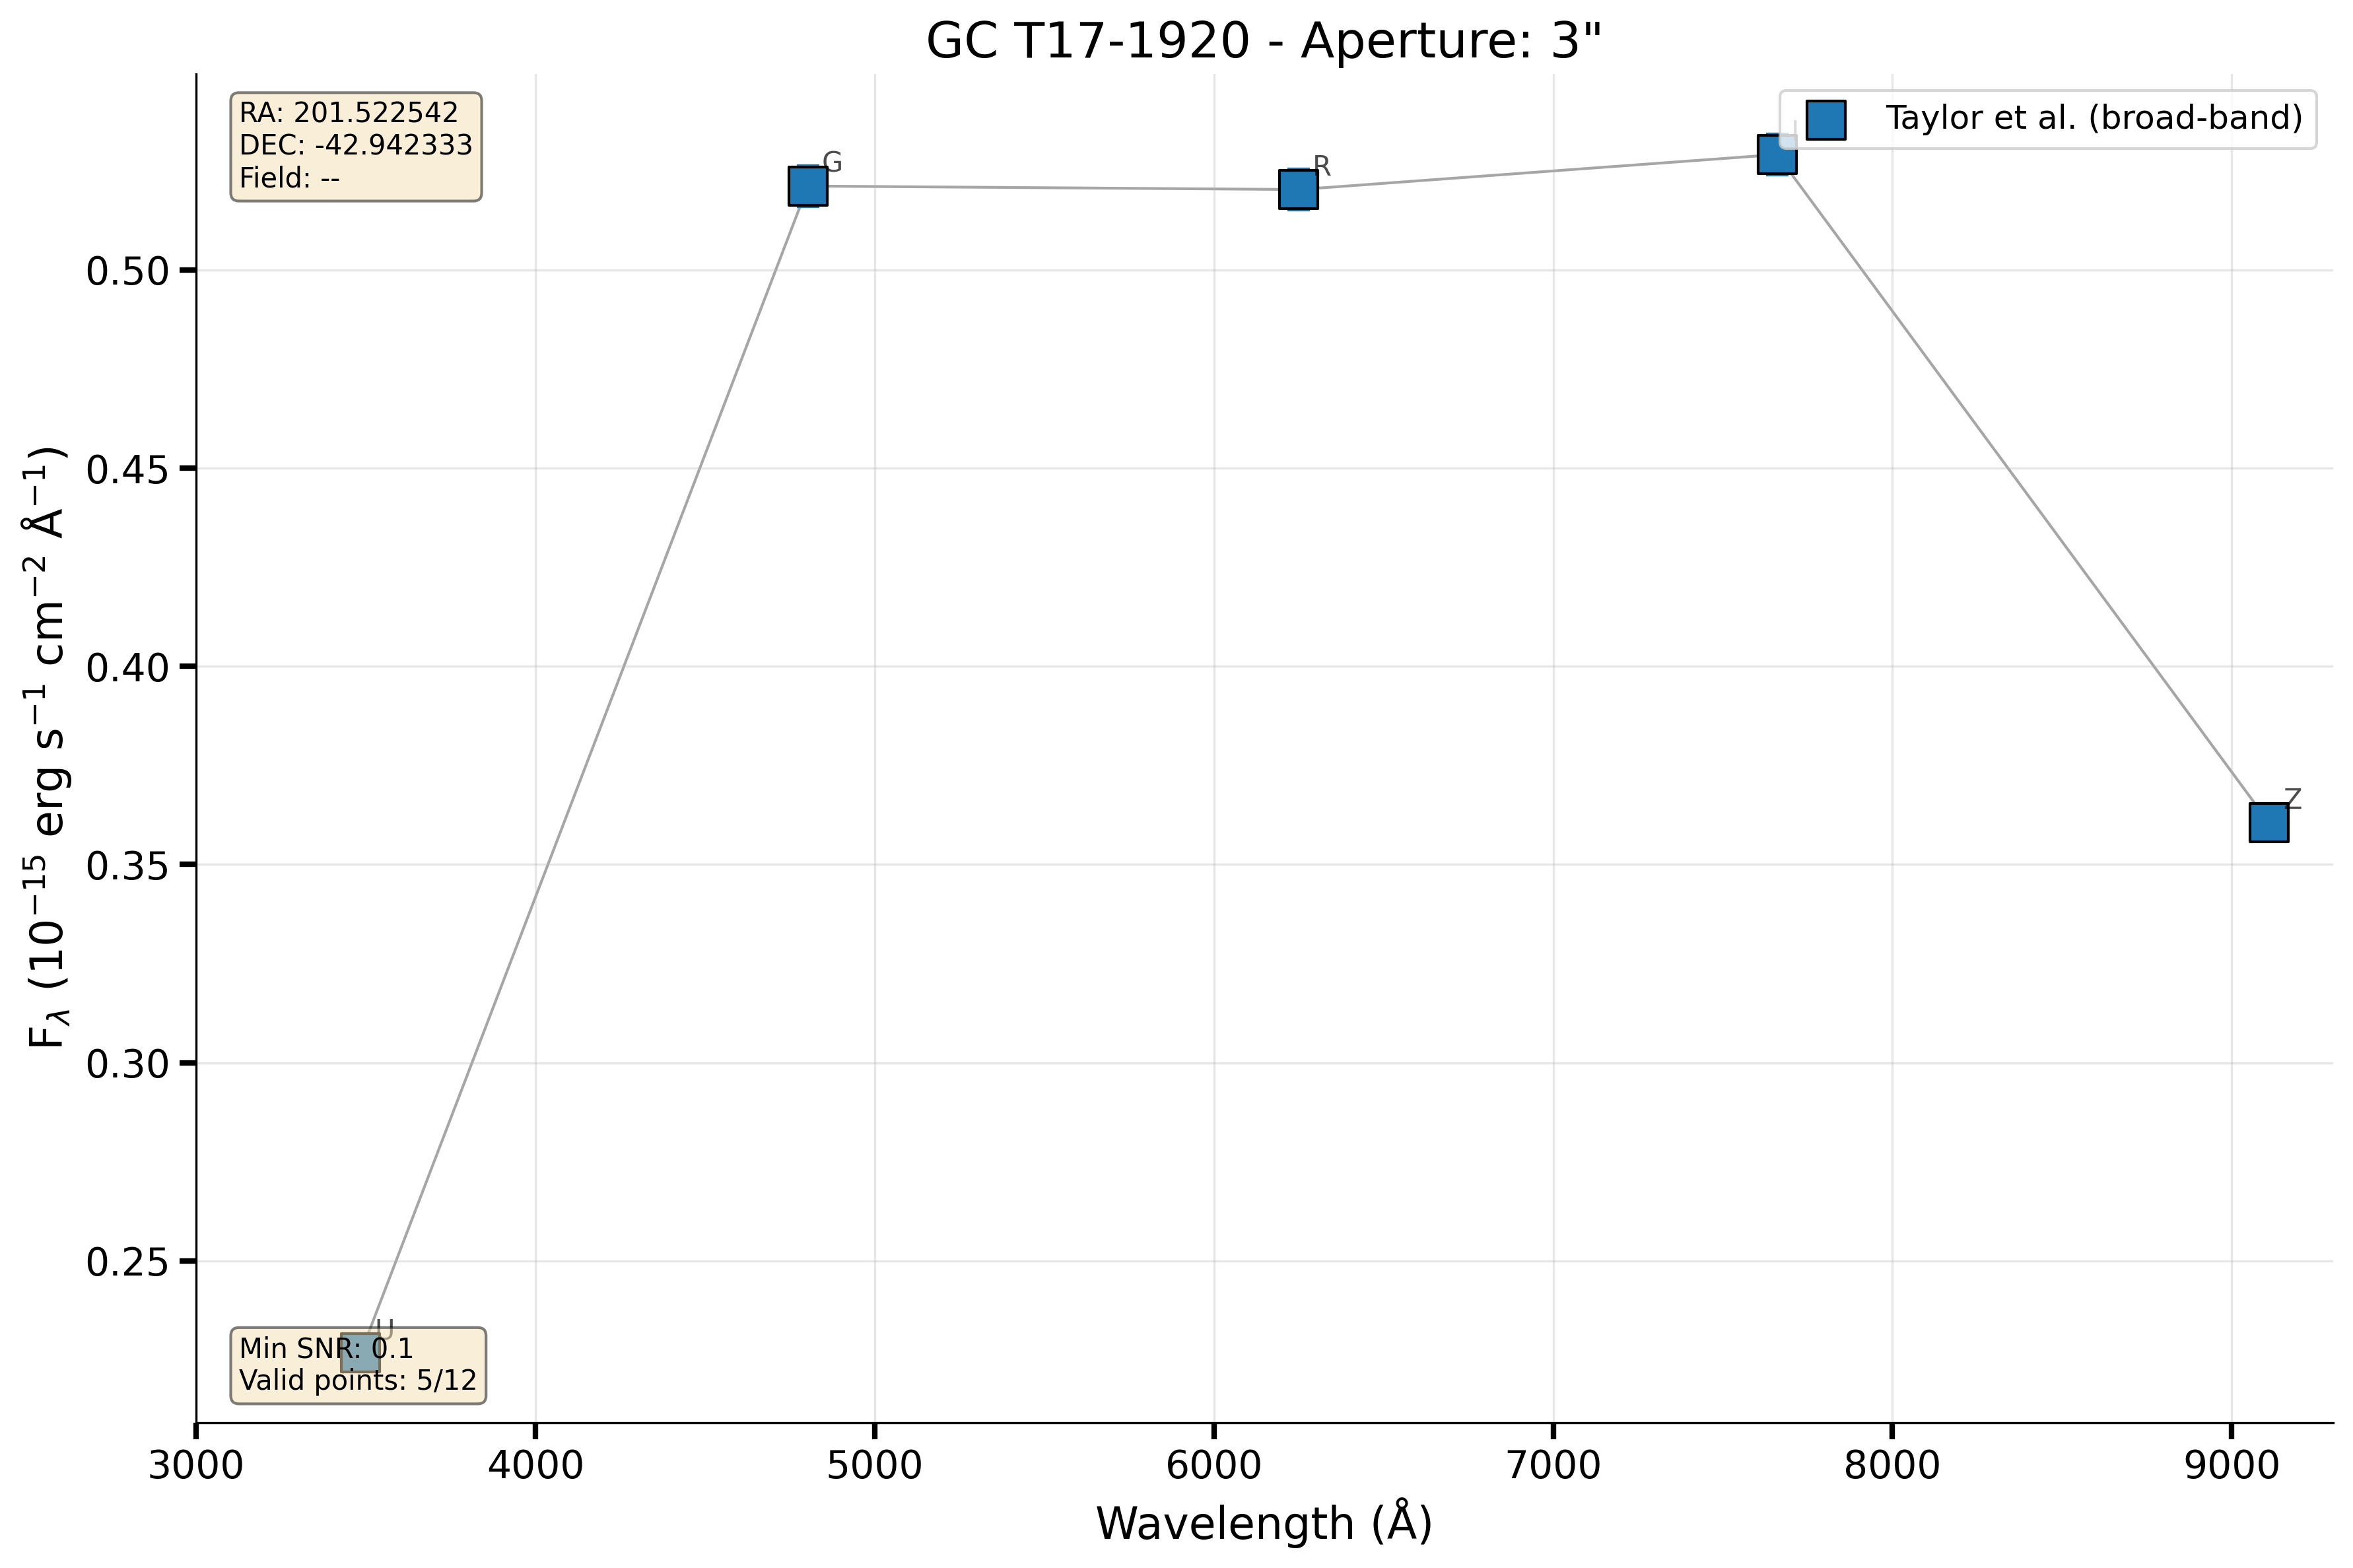 GC T17-1920 - Aperture: 3"
RA: 201.522542
DEC: -42.942333
Field: --
Taylor et al. (broad-band)
G
R
I
Z
U
Min SNR: 0.1
Valid points: 5/12
0.50
0.45
0.40
0.35
0.30
0.25
F_λ (10⁻¹⁵ erg s⁻¹ cm⁻² Å⁻¹)
3000 4000 5000 6000 7000 8000 9000
Wavelength (Å)